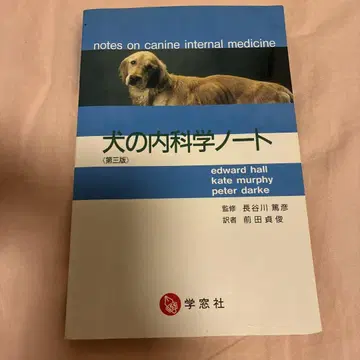 notes on canine internal medicine
犬の内科学ノート
〈第三版〉
edward hall
kate murphy
peter darke
監修 長谷川篤彦
訳者 前田貞俊
学窓社